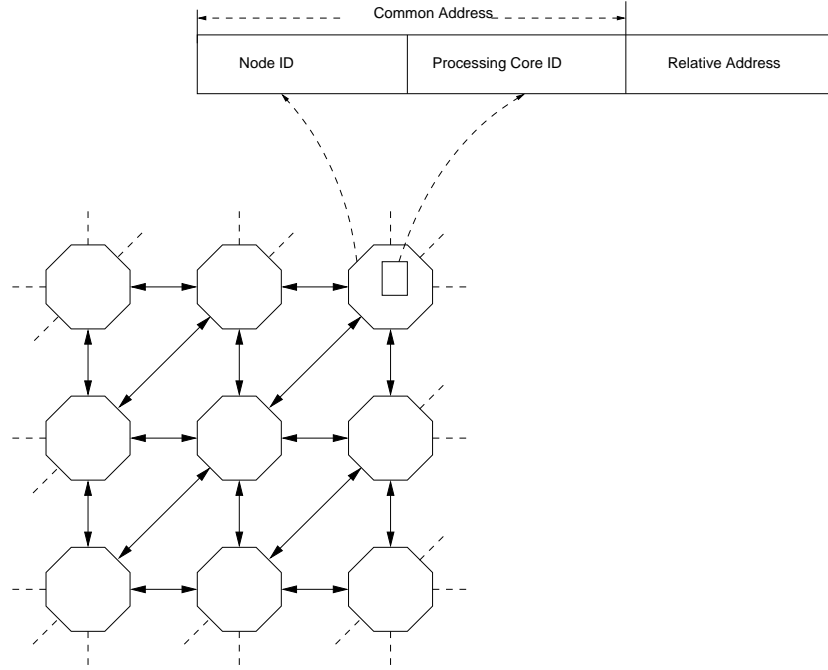 Common Address
Node ID
Processing Core ID
Relative Address